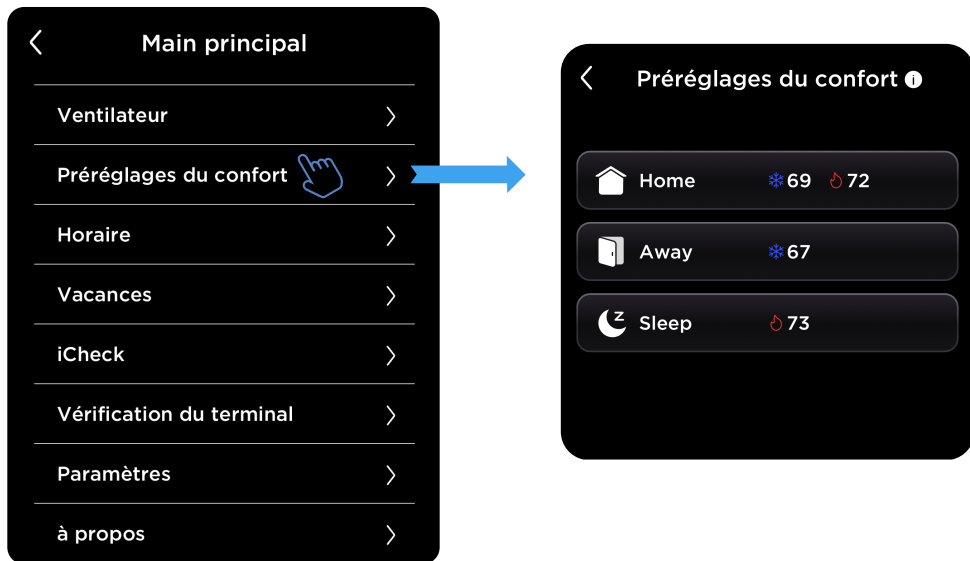 Main principal
Ventilateur
Préréglages du confort
Horaire
Vacances
iCheck
Vérification du terminal
Paramètres
à propos
Préréglages du confort i
Home 69 72
Away 67
Sleep 73